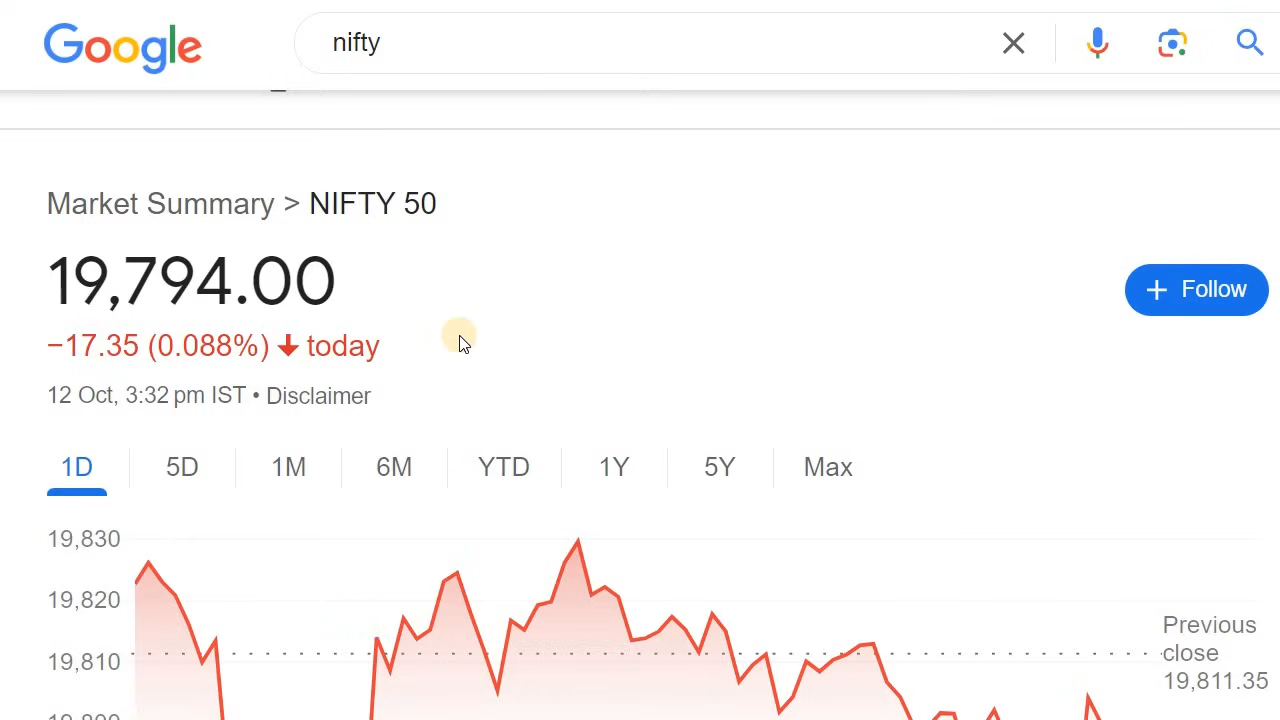 Google
nifty
Market Summary > NIFTY 50
19,794.00
+ Follow
−17.35 (0.088%) ↓ today
12 Oct, 3:32 pm IST • Disclaimer
1D 5D 1M 6M YTD 1Y 5Y Max
19,830
19,820
19,810
Previous
close
19,811.35